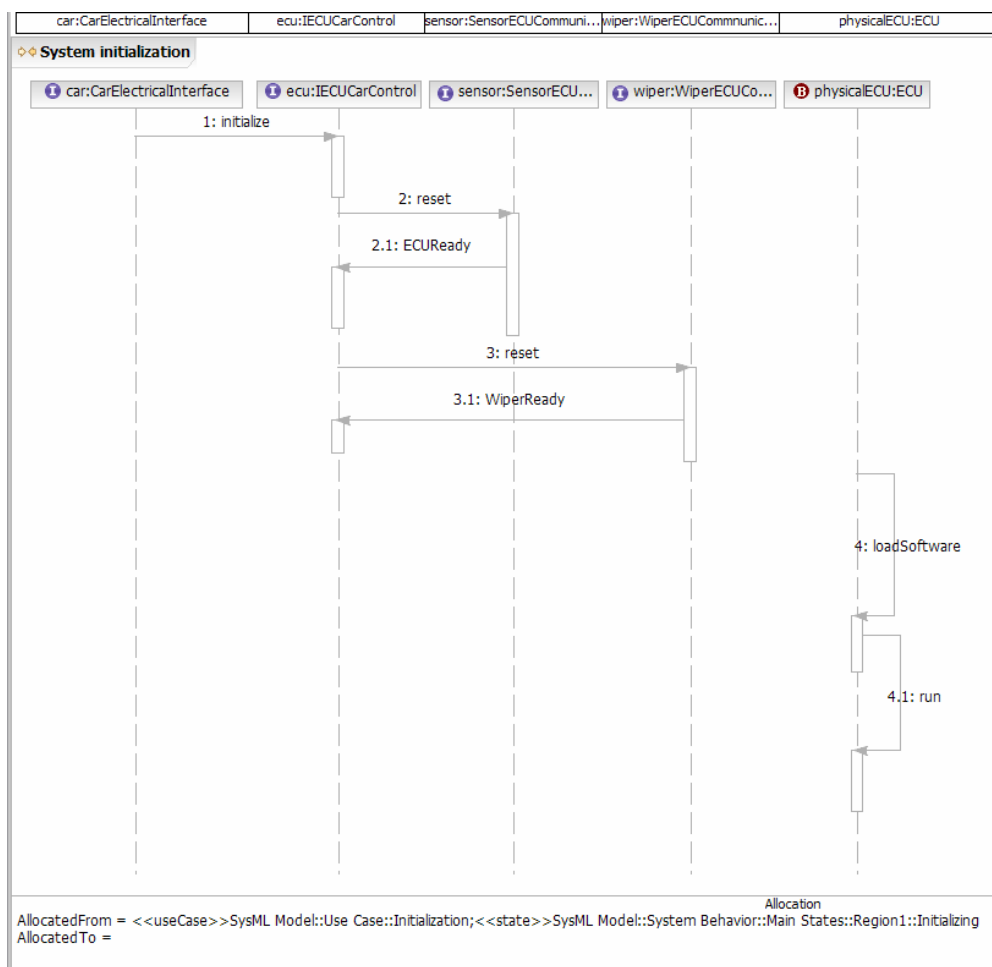 car:CarElectricalInterface
ecu:IECUCarControl
sensor:SensorECUCommuni...
wiper:WiperECUCommnunic...
physicalECU:ECU
System initialization
I car:CarElectricalInterface
I ecu:IECUCarControl
I sensor:SensorECU...
I wiper:WiperECUCo...
B physicalECU:ECU
1: initialize
2: reset
2.1: ECUReady
3: reset
3.1: WiperReady
4: loadSoftware
4.1: run
Allocation
AllocatedFrom = <<useCase>>SysML Model::Use Case::Initialization;<<state>>SysML Model::System Behavior::Main States::Region1::Initializing
AllocatedTo =